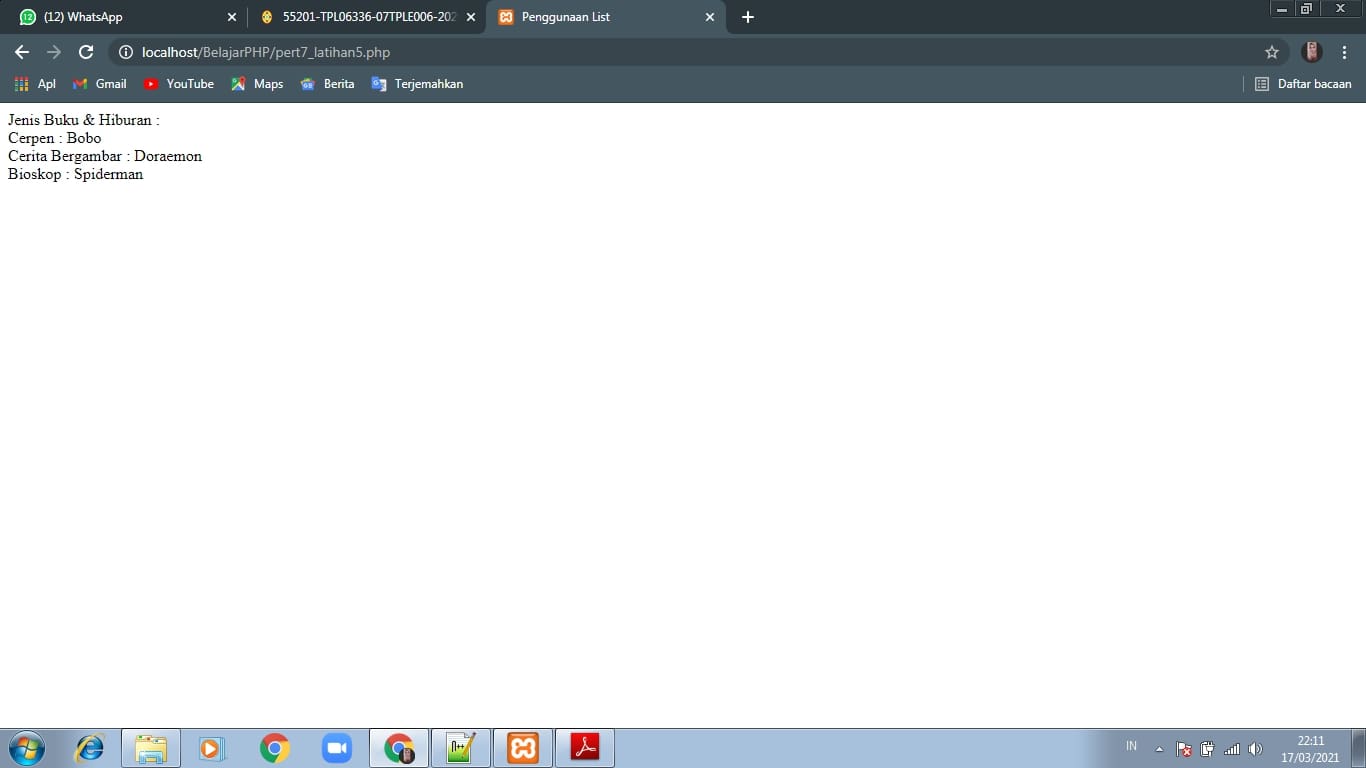 (12) WhatsApp
55201-TPL06336-07TPLE006-202
Penggunaan List
localhost/BelajarPHP/pert7_latihan5.php
Apl Gmail YouTube Maps Berita Terjemahkan Daftar bacaan
Jenis Buku & Hiburan :
Cerpen : Bobo
Cerita Bergambar : Doraemon
Bioskop : Spiderman
IN
22:11
17/03/2021